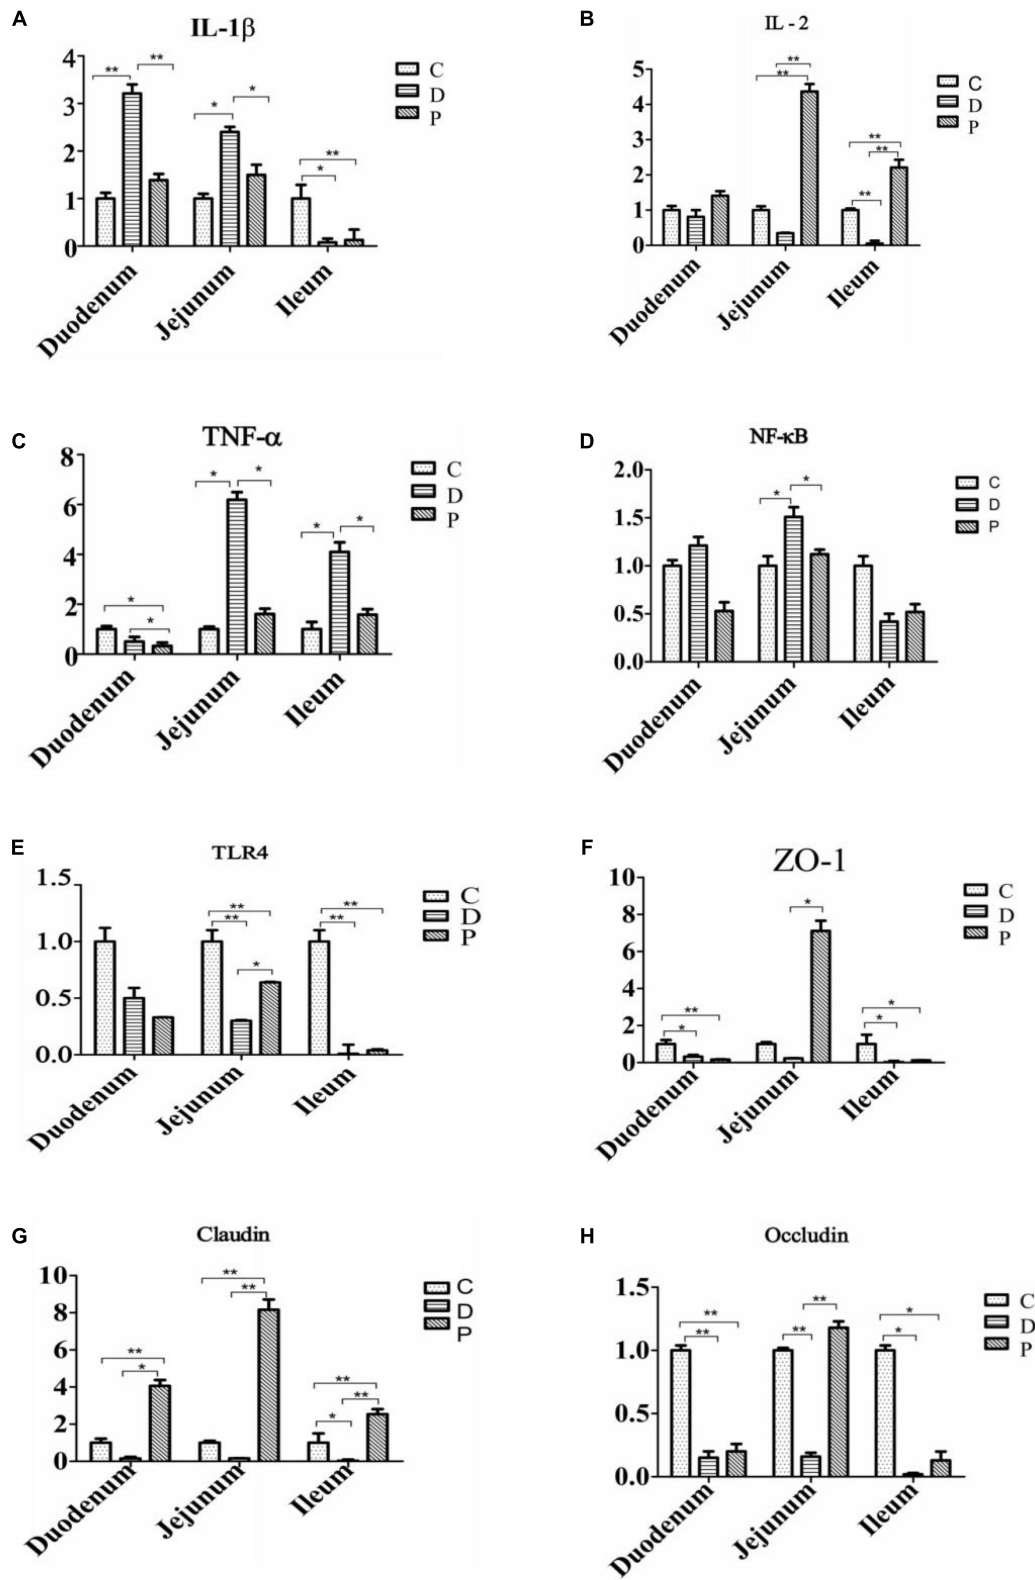 A
IL-1β
** **
* *
**
*
4
3
2
1
0
Duodenum Jejunum Ileum
C
D
P
B
IL - 2
**
**
**
**
**
5
4
3
2
1
0
Duodenum Jejunum Ileum
C
D
P
C
TNF-α
*
*
* *
* *
8
6
4
2
0
Duodenum Jejunum Ileum
C
D
P
D
NF-κB
* *
2.0
1.5
1.0
0.5
0.0
Duodenum Jejunum Ileum
C
D
P
E
TLR4
**
**
*
**
**
1.5
1.0
0.5
0.0
Duodenum Jejunum Ileum
C
D
P
F
ZO-1
**
*
*
*
*
10
8
6
4
2
0
Duodenum Jejunum Ileum
C
D
P
G
Claudin
**
*
**
**
**
**
*
10
8
6
4
2
0
Duodenum Jejunum Ileum
C
D
P
H
Occludin
**
**
**
**
*
*
1.5
1.0
0.5
0.0
Duodenum Jejunum Ileum
C
D
P